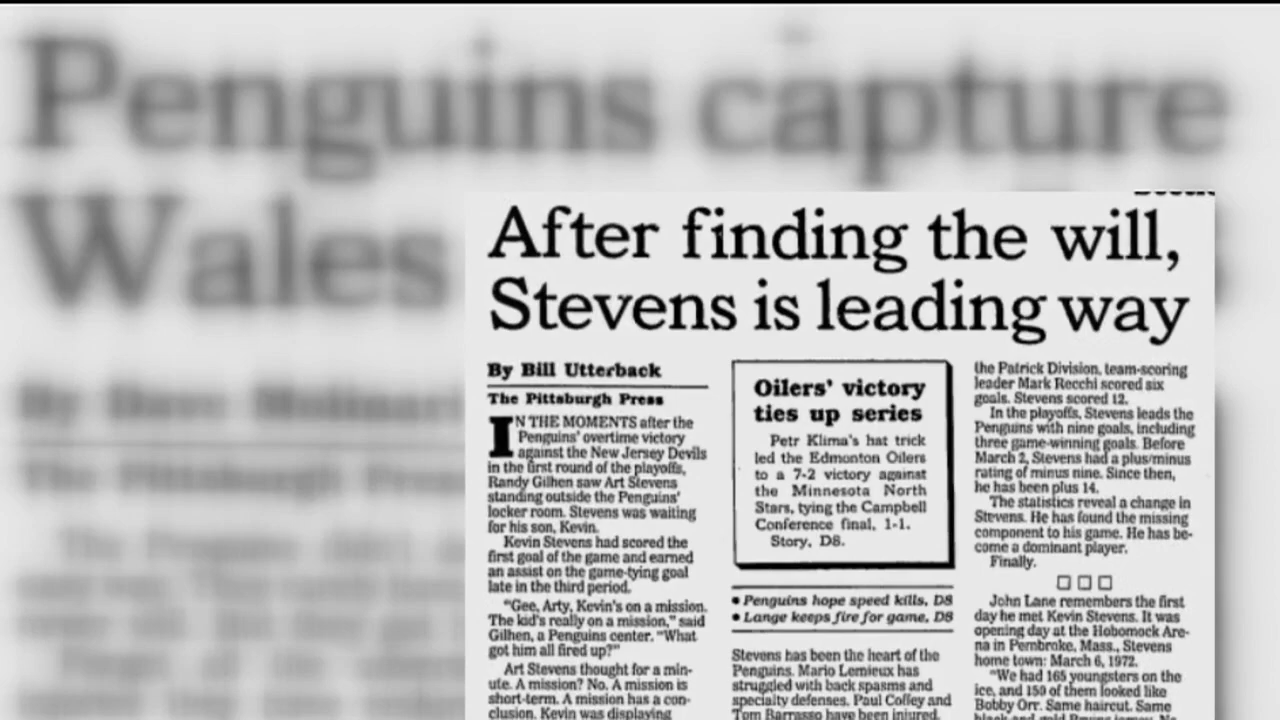 Penguins capture
Wales
After finding the will,
Stevens is leading way
By Bill Utterback
The Pittsburgh Press
IN THE MOMENTS after the
Penguins' overtime victory
against the New Jersey Devils
in the first round of the playoffs,
Randy Gilhen saw Art Stevens
standing outside the Penguins'
locker room. Stevens was waiting
for his son, Kevin.
Kevin Stevens had scored the
first goal of the game and earned
an assist on the game-tying goal
late in the third period.
"Gee, Arty, Kevin's on a mission.
The kid's really on a mission," said
Gilhen, a Penguins center. "What
got him all fired up?"
Art Stevens thought for a min-
ute. A mission? No. A mission is
short-term. A mission has a con-
clusion. Kevin was displaying
Oilers' victory
ties up series
Petr Klima's hat trick
led the Edmonton Oilers
to a 7-2 victory against
the Minnesota North
Stars, tying the Campbell
Conference final, 1-1.
Story, D8.
• Penguins hope speed kills, D8
• Lange keeps fire for game, D8
Stevens has been the heart of the
Penguins. Mario Lemieux has
struggled with back spasms and
specialty defenses. Paul Coffey and
Tom Barrasso have been injured.
the Patrick Division, team-scoring
leader Mark Recchi scored six
goals. Stevens scored 12.
In the playoffs, Stevens leads the
Penguins with nine goals, including
three game-winning goals. Before
March 2, Stevens had a plus/minus
rating of minus nine. Since then,
he has been plus 14.
The statistics reveal a change in
Stevens. He has found the missing
component to his game. He has be-
come a dominant player.
Finally.
John Lane remembers the first
day he met Kevin Stevens. It was
opening day at the Hobomock Are-
na in Pembroke, Mass., Stevens
home town: March 6, 1972.
"We had 165 youngsters on the
ice, and 150 of them looked like
Bobby Orr. Same haircut. Same
black and gold Bruins jersey. No